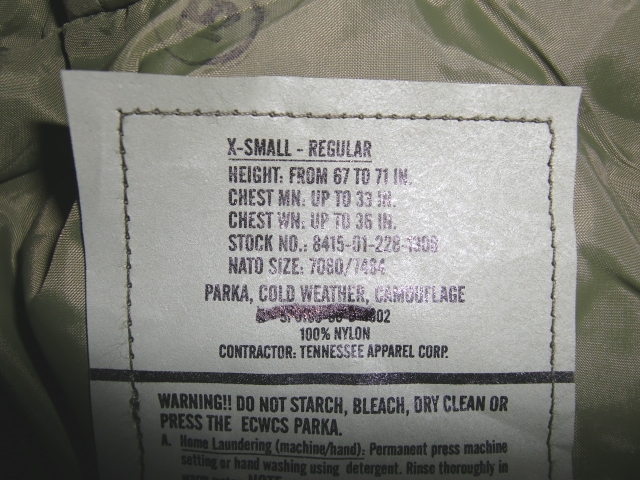 X-SMALL - REGULAR
HEIGHT: FROM 67 TO 71 IN.
CHEST MN: UP TO 33 IN.
CHEST WN: UP TO 36 IN.
STOCK NO.: 8415-01-228-1306
NATO SIZE: 7080/7484
PARKA, COLD WEATHER, CAMOUFLAGE
100% NYLON
CONTRACTOR: TENNESSEE APPAREL CORP.
WARNING!! DO NOT STARCH, BLEACH, DRY CLEAN OR
PRESS THE ECWCS PARKA.
A. Home Laundering (machine/hand): Permanent press machine
setting or hand washing using detergent. Rinse thoroughly in